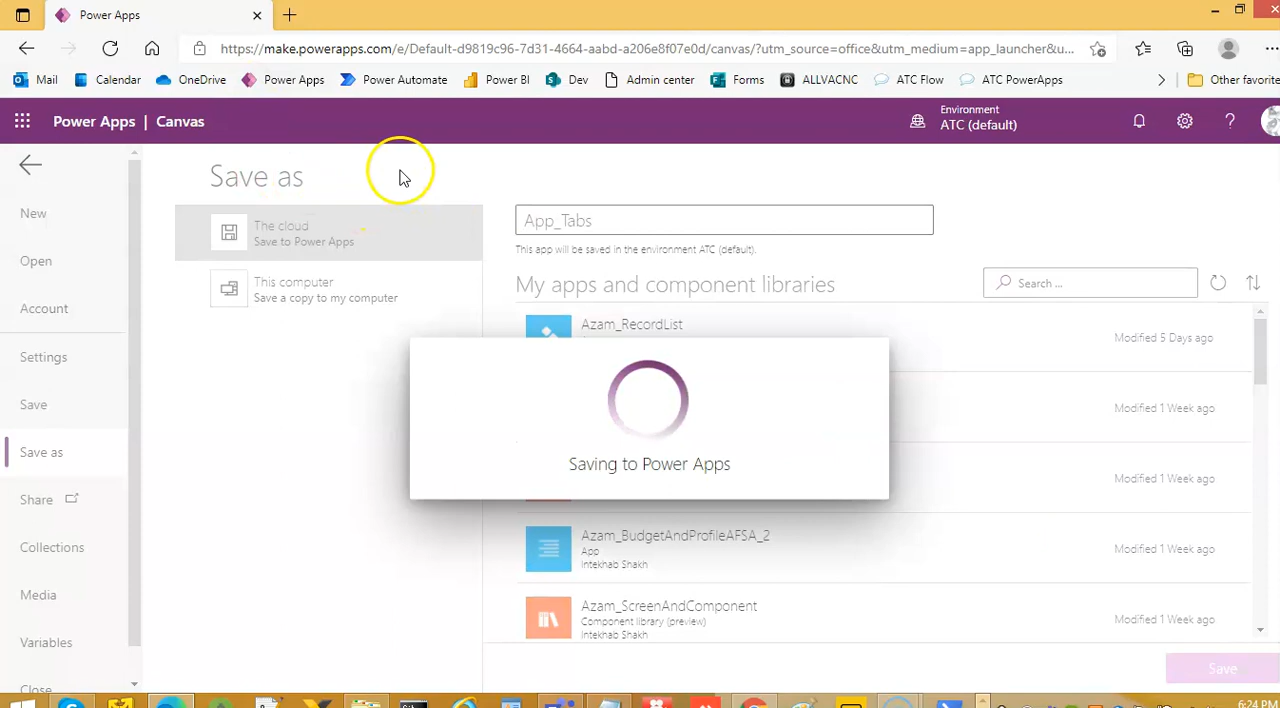 Power Apps
https://make.powerapps.com/e/Default-d9819c96-7d31-4664-aabd-a206e8f07e0d/canvas/?utm_source=office&utm_medium=app_launcher&u...
Mail
Calendar
OneDrive
Power Apps
Power Automate
Power BI
Dev
Admin center
Forms
ALLVACNC
ATC Flow
ATC PowerApps
Other favorite
Power Apps | Canvas
Environment
ATC (default)
New
Open
Account
Settings
Save
Save as
Share
Collections
Media
Variables
Close
Save as
The cloud
Save to Power Apps
This computer
Save a copy to my computer
App_Tabs
This app will be saved in the environment ATC (default).
My apps and component libraries
Search ...
Azam_RecordList
Modified 5 Days ago
Modified 1 Week ago
Modified 1 Week ago
Saving to Power Apps
Azam_BudgetAndProfileAFSA_2
App
Intekhab Shakh
Modified 1 Week ago
Azam_ScreenAndComponent
Component library (preview)
Intekhab Shakh
Modified 1 Week ago
Save
6:24 PM